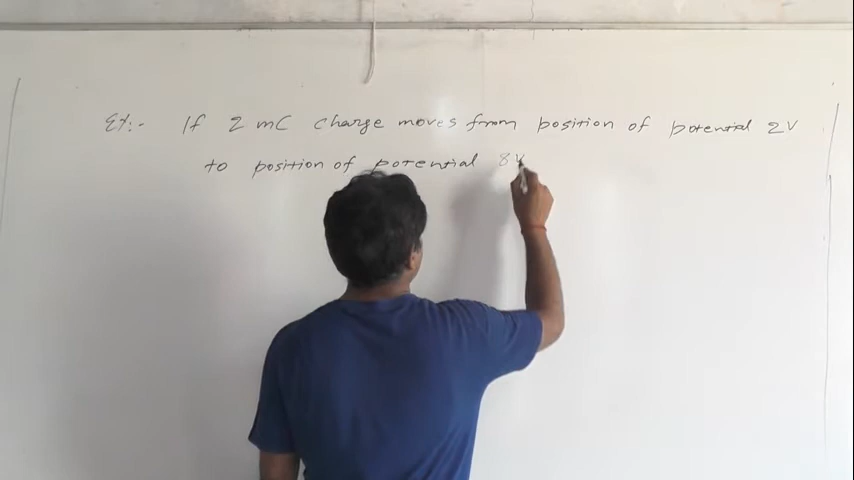 Ex:- If 2 mC charge moves from position of potential 2V
to position of potential 8V